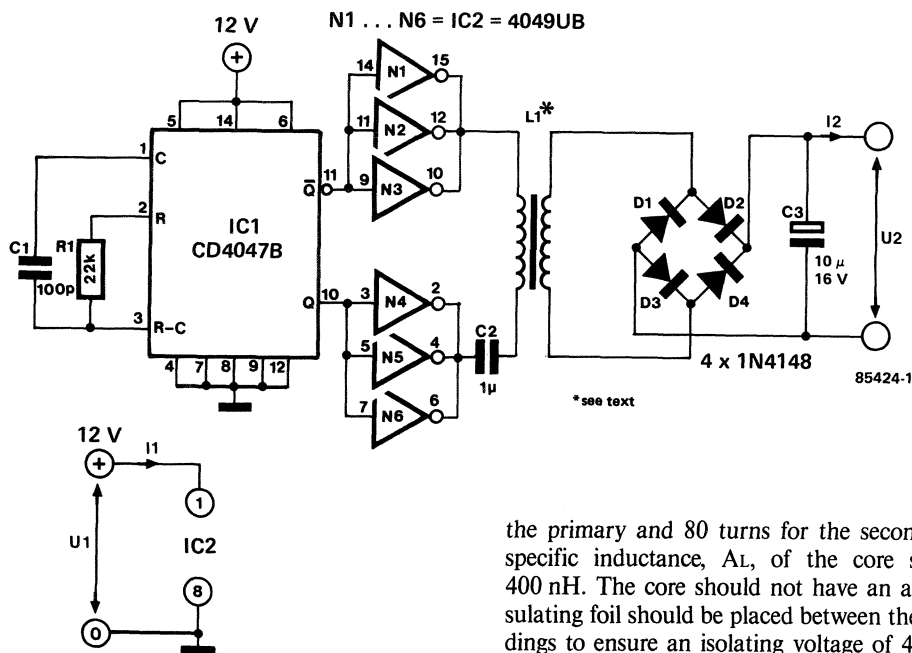 12 V
N1 . . . N6 = IC2 = 4049UB
5 14 6
1 C
2 R
3 R-C
C1
100p
R1
22k
IC1
CD4047B
Q̅ 11
Q 10
4 7 8 9 12
14 N1 15
11 N2 12
9 N3 10
3 N4 2
5 N5 4
7 N6 6
C2
1µ
L1*
D1 D2
D3 D4
C3
10 µ
16 V
I2
U2
4 x 1N4148
85424-1
*see text
12 V
I1
1
U1
IC2
8
0
the primary and 80 turns for the second
specific inductance, AL, of the core s
400 nH. The core should not have an a
sulating foil should be placed between the
dings to ensure an isolating voltage of 4